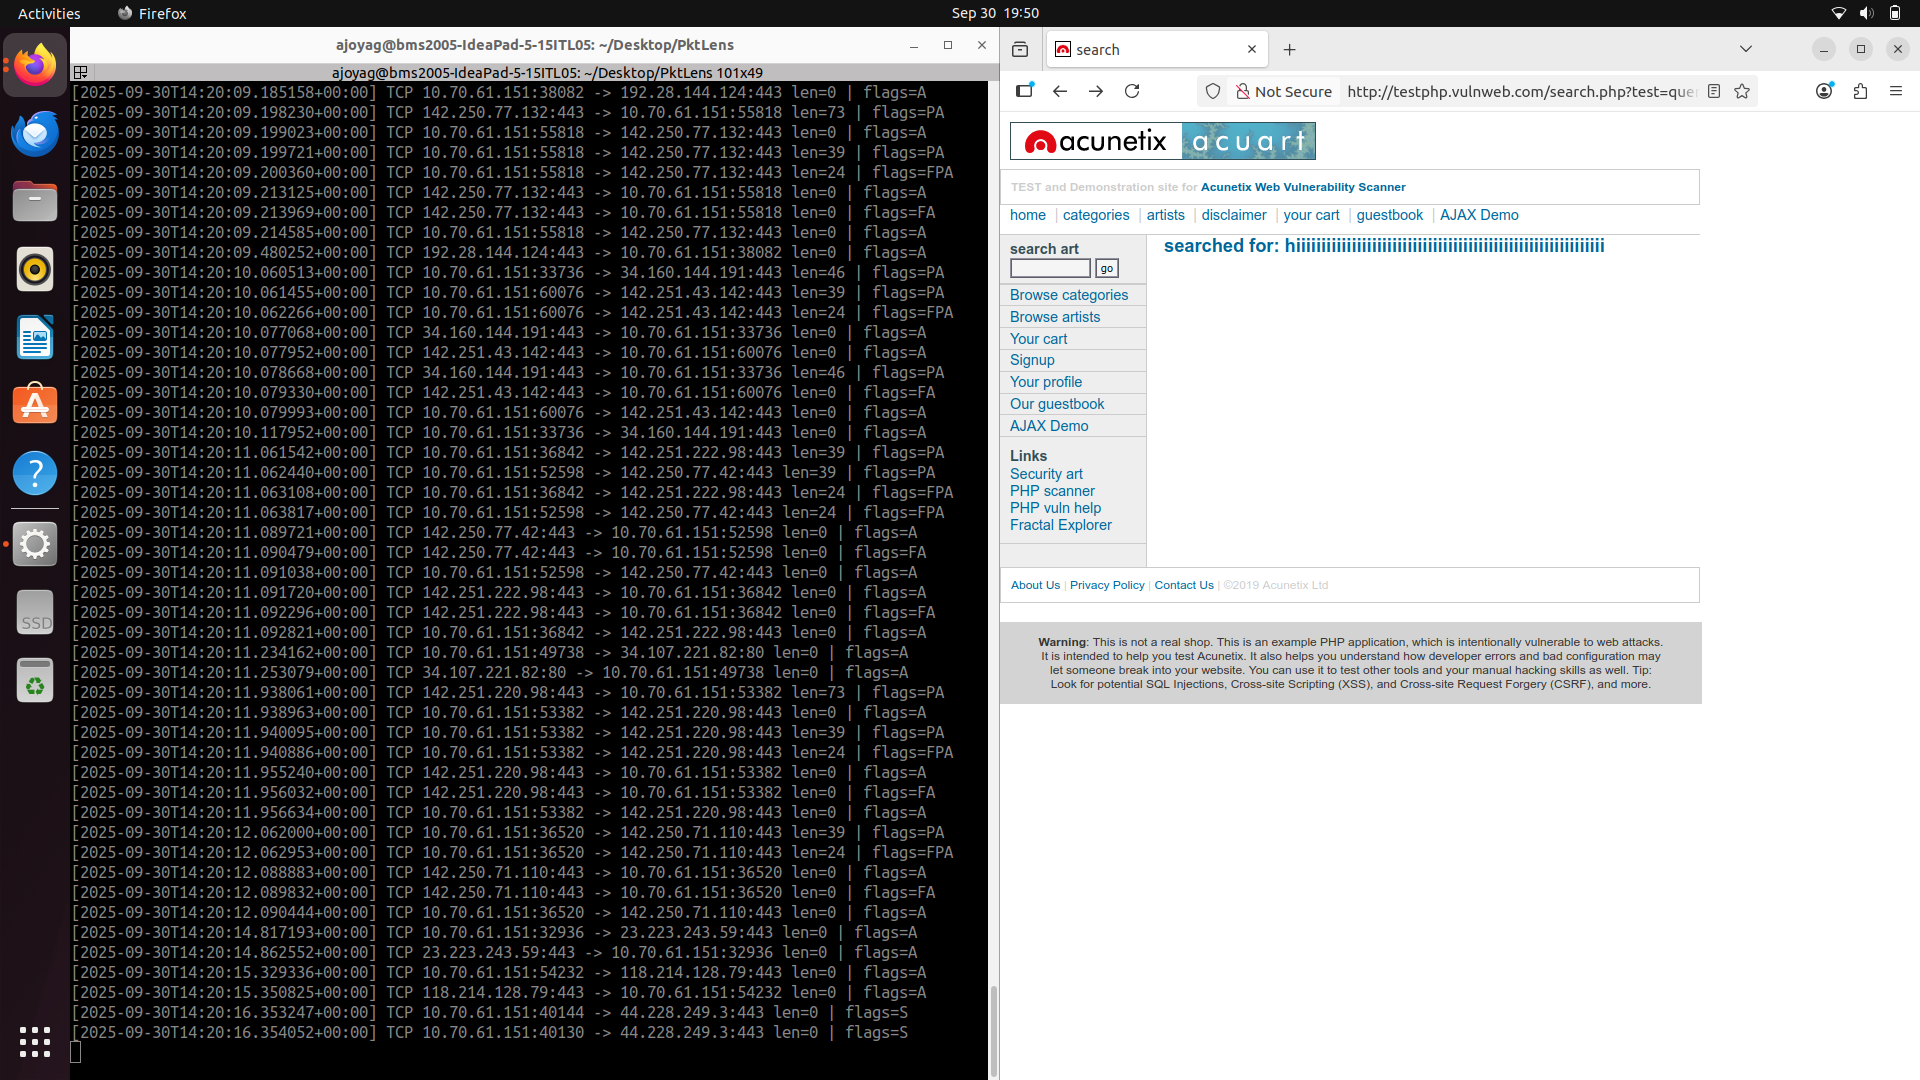 Activities
Firefox
Sep 30 19:50
ajoyag@bms2005-IdeaPad-5-15ITL05: ~/Desktop/PktLens
ajoyag@bms2005-IdeaPad-5-15ITL05: ~/Desktop/PktLens 101x49
[2025-09-30T14:20:09.185158+00:00] TCP 10.70.61.151:38082 -> 192.28.144.124:443 len=0 | flags=A
[2025-09-30T14:20:09.198230+00:00] TCP 142.250.77.132:443 -> 10.70.61.151:55818 len=73 | flags=PA
[2025-09-30T14:20:09.199023+00:00] TCP 10.70.61.151:55818 -> 142.250.77.132:443 len=0 | flags=A
[2025-09-30T14:20:09.199721+00:00] TCP 10.70.61.151:55818 -> 142.250.77.132:443 len=39 | flags=PA
[2025-09-30T14:20:09.200360+00:00] TCP 10.70.61.151:55818 -> 142.250.77.132:443 len=24 | flags=FPA
[2025-09-30T14:20:09.213125+00:00] TCP 142.250.77.132:443 -> 10.70.61.151:55818 len=0 | flags=A
[2025-09-30T14:20:09.213969+00:00] TCP 142.250.77.132:443 -> 10.70.61.151:55818 len=0 | flags=FA
[2025-09-30T14:20:09.214585+00:00] TCP 10.70.61.151:55818 -> 142.250.77.132:443 len=0 | flags=A
[2025-09-30T14:20:09.480252+00:00] TCP 192.28.144.124:443 -> 10.70.61.151:38082 len=0 | flags=A
[2025-09-30T14:20:10.060513+00:00] TCP 10.70.61.151:33736 -> 34.160.144.191:443 len=46 | flags=PA
[2025-09-30T14:20:10.061455+00:00] TCP 10.70.61.151:60076 -> 142.251.43.142:443 len=39 | flags=PA
[2025-09-30T14:20:10.062266+00:00] TCP 10.70.61.151:60076 -> 142.251.43.142:443 len=24 | flags=FPA
[2025-09-30T14:20:10.077068+00:00] TCP 34.160.144.191:443 -> 10.70.61.151:33736 len=0 | flags=A
[2025-09-30T14:20:10.077952+00:00] TCP 142.251.43.142:443 -> 10.70.61.151:60076 len=0 | flags=A
[2025-09-30T14:20:10.078668+00:00] TCP 34.160.144.191:443 -> 10.70.61.151:33736 len=46 | flags=PA
[2025-09-30T14:20:10.079330+00:00] TCP 142.251.43.142:443 -> 10.70.61.151:60076 len=0 | flags=FA
[2025-09-30T14:20:10.079993+00:00] TCP 10.70.61.151:60076 -> 142.251.43.142:443 len=0 | flags=A
[2025-09-30T14:20:10.117952+00:00] TCP 10.70.61.151:33736 -> 34.160.144.191:443 len=0 | flags=A
[2025-09-30T14:20:11.061542+00:00] TCP 10.70.61.151:36842 -> 142.251.222.98:443 len=39 | flags=PA
[2025-09-30T14:20:11.062440+00:00] TCP 10.70.61.151:52598 -> 142.250.77.42:443 len=39 | flags=PA
[2025-09-30T14:20:11.063108+00:00] TCP 10.70.61.151:36842 -> 142.251.222.98:443 len=24 | flags=FPA
[2025-09-30T14:20:11.063817+00:00] TCP 10.70.61.151:52598 -> 142.250.77.42:443 len=24 | flags=FPA
[2025-09-30T14:20:11.089721+00:00] TCP 142.250.77.42:443 -> 10.70.61.151:52598 len=0 | flags=A
[2025-09-30T14:20:11.090479+00:00] TCP 142.250.77.42:443 -> 10.70.61.151:52598 len=0 | flags=FA
[2025-09-30T14:20:11.091038+00:00] TCP 10.70.61.151:52598 -> 142.250.77.42:443 len=0 | flags=A
[2025-09-30T14:20:11.091720+00:00] TCP 142.251.222.98:443 -> 10.70.61.151:36842 len=0 | flags=A
[2025-09-30T14:20:11.092296+00:00] TCP 142.251.222.98:443 -> 10.70.61.151:36842 len=0 | flags=FA
[2025-09-30T14:20:11.092821+00:00] TCP 10.70.61.151:36842 -> 142.251.222.98:443 len=0 | flags=A
[2025-09-30T14:20:11.234162+00:00] TCP 10.70.61.151:49738 -> 34.107.221.82:80 len=0 | flags=A
[2025-09-30T14:20:11.253079+00:00] TCP 34.107.221.82:80 -> 10.70.61.151:49738 len=0 | flags=A
[2025-09-30T14:20:11.938061+00:00] TCP 142.251.220.98:443 -> 10.70.61.151:53382 len=73 | flags=PA
[2025-09-30T14:20:11.938963+00:00] TCP 10.70.61.151:53382 -> 142.251.220.98:443 len=0 | flags=A
[2025-09-30T14:20:11.940095+00:00] TCP 10.70.61.151:53382 -> 142.251.220.98:443 len=39 | flags=PA
[2025-09-30T14:20:11.940886+00:00] TCP 10.70.61.151:53382 -> 142.251.220.98:443 len=24 | flags=FPA
[2025-09-30T14:20:11.955240+00:00] TCP 142.251.220.98:443 -> 10.70.61.151:53382 len=0 | flags=A
[2025-09-30T14:20:11.956032+00:00] TCP 142.251.220.98:443 -> 10.70.61.151:53382 len=0 | flags=FA
[2025-09-30T14:20:11.956634+00:00] TCP 10.70.61.151:53382 -> 142.251.220.98:443 len=0 | flags=A
[2025-09-30T14:20:12.062000+00:00] TCP 10.70.61.151:36520 -> 142.250.71.110:443 len=39 | flags=PA
[2025-09-30T14:20:12.062953+00:00] TCP 10.70.61.151:36520 -> 142.250.71.110:443 len=24 | flags=FPA
[2025-09-30T14:20:12.088883+00:00] TCP 142.250.71.110:443 -> 10.70.61.151:36520 len=0 | flags=A
[2025-09-30T14:20:12.089832+00:00] TCP 142.250.71.110:443 -> 10.70.61.151:36520 len=0 | flags=FA
[2025-09-30T14:20:12.090444+00:00] TCP 10.70.61.151:36520 -> 142.250.71.110:443 len=0 | flags=A
[2025-09-30T14:20:14.817193+00:00] TCP 10.70.61.151:32936 -> 23.223.243.59:443 len=0 | flags=A
[2025-09-30T14:20:14.862552+00:00] TCP 23.223.243.59:443 -> 10.70.61.151:32936 len=0 | flags=A
[2025-09-30T14:20:15.329336+00:00] TCP 10.70.61.151:54232 -> 118.214.128.79:443 len=0 | flags=A
[2025-09-30T14:20:15.350825+00:00] TCP 118.214.128.79:443 -> 10.70.61.151:54232 len=0 | flags=A
[2025-09-30T14:20:16.353247+00:00] TCP 10.70.61.151:40144 -> 44.228.249.3:443 len=0 | flags=S
[2025-09-30T14:20:16.354052+00:00] TCP 10.70.61.151:40130 -> 44.228.249.3:443 len=0 | flags=S
SSD
search
Not Secure
http://testphp.vulnweb.com/search.php?test=que
acunetix acuart
TEST and Demonstration site for Acunetix Web Vulnerability Scanner
home | categories | artists | disclaimer | your cart | guestbook | AJAX Demo
search art
go
Browse categories
Browse artists
Your cart
Signup
Your profile
Our guestbook
AJAX Demo
Links
Security art
PHP scanner
PHP vuln help
Fractal Explorer
searched for: hiiiiiiiiiiiiiiiiiiiiiiiiiiiiiiiiiiiiiiiiiiiiiiiiiiiiiiiiiiiiii
About Us | Privacy Policy | Contact Us | ©2019 Acunetix Ltd
Warning: This is not a real shop. This is an example PHP application, which is intentionally vulnerable to web attacks.
It is intended to help you test Acunetix. It also helps you understand how developer errors and bad configuration may
let someone break into your website. You can use it to test other tools and your manual hacking skills as well. Tip:
Look for potential SQL Injections, Cross-site Scripting (XSS), and Cross-site Request Forgery (CSRF), and more.